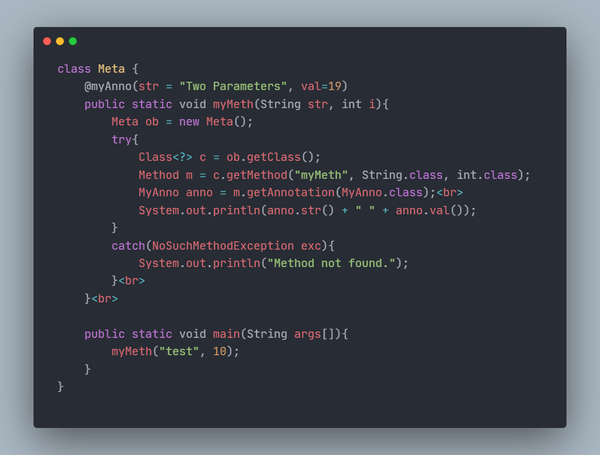 class Meta {
    @myAnno(str = "Two Parameters", val=19)
    public static void myMeth(String str, int i){
        Meta ob = new Meta();
        try{
            Class<?> c = ob.getClass();
            Method m = c.getMethod("myMeth", String.class, int.class);
            MyAnno anno = m.getAnnotation(MyAnno.class);<br>
            System.out.println(anno.str() + " " + anno.val());
        }
        catch(NoSuchMethodException exc){
            System.out.println("Method not found.");
        }<br>
    }<br>

    public static void main(String args[]){
        myMeth("test", 10);
    }
}